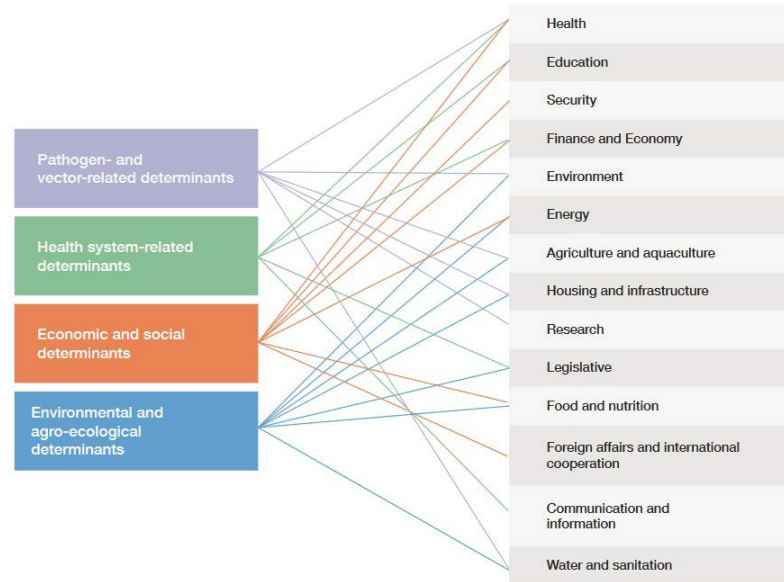 Pathogen- and
vector-related determinants
Health system-related
determinants
Economic and social
determinants
Environmental and
agro-ecological
determinants
Health
Education
Security
Finance and Economy
Environment
Energy
Agriculture and aquaculture
Housing and infrastructure
Research
Legislative
Food and nutrition
Foreign affairs and international
cooperation
Communication and
information
Water and sanitation